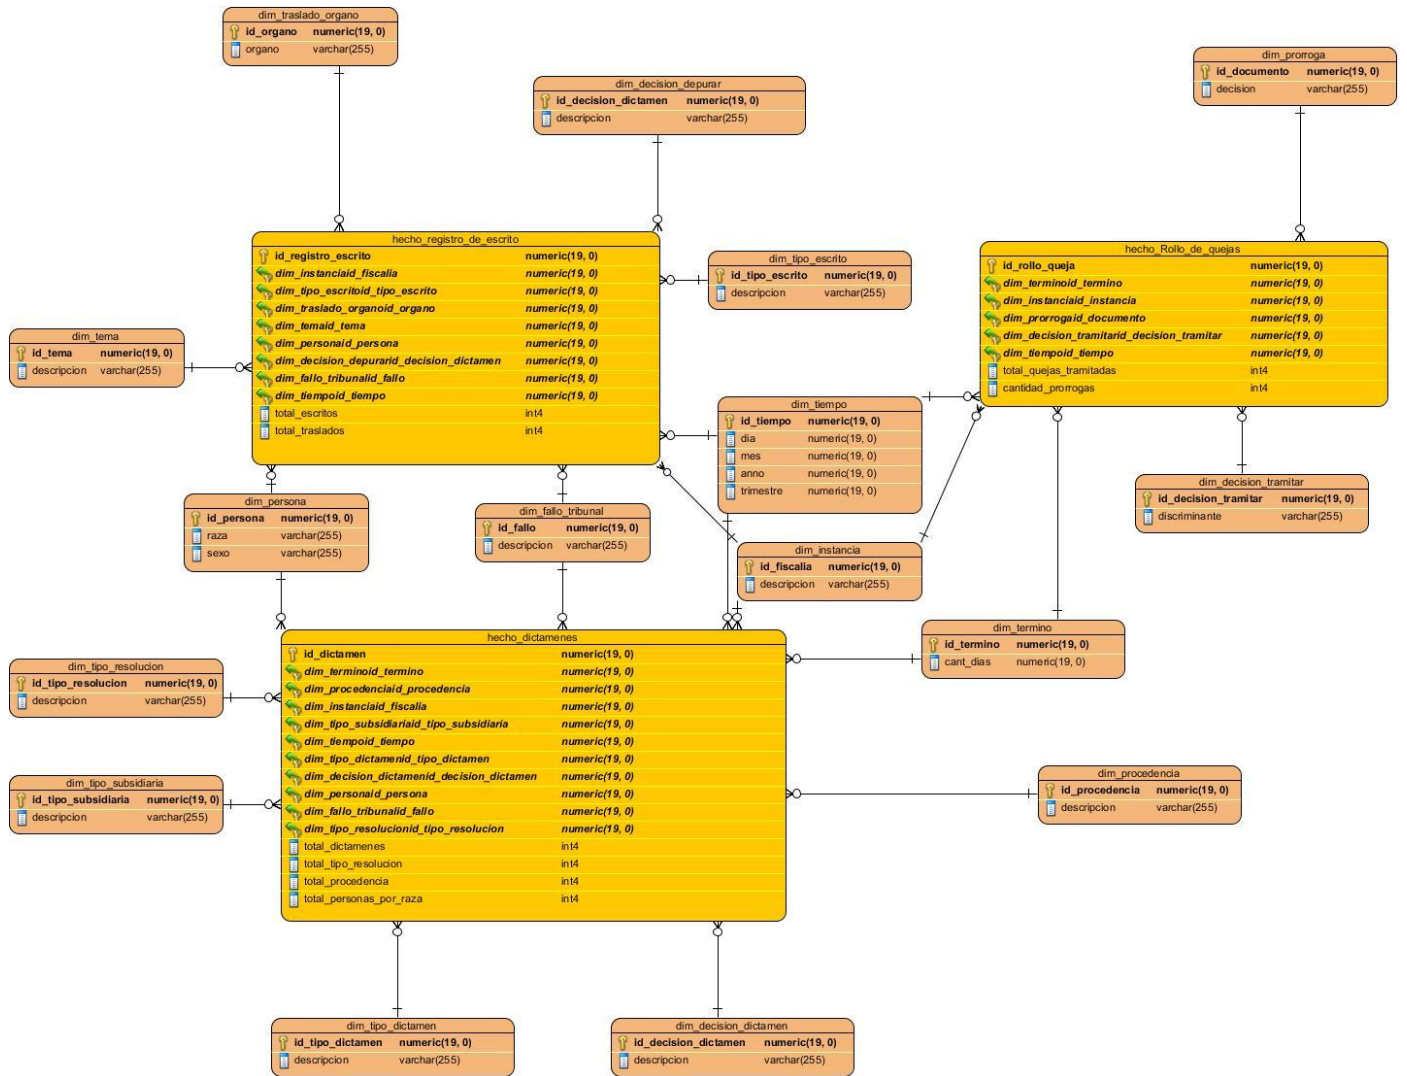 dim_traslado_organo
id_organo numeric(19, 0)
organo varchar(255)
dim_decision_depurar
id_decision_dictamen numeric(19, 0)
descripcion varchar(255)
dim_prorroga
id_documento numeric(19, 0)
decision varchar(255)
hecho_registro_de_escrito
id_registro_escrito numeric(19, 0)
dim_instanciaid_fiscalia numeric(19, 0)
dim_tipo_escritoid_tipo_escrito numeric(19, 0)
dim_traslado_organoid_organo numeric(19, 0)
dim_temaid_tema numeric(19, 0)
dim_personaid_persona numeric(19, 0)
dim_decision_depurarid_decision_dictamen numeric(19, 0)
dim_fallo_tribunalid_fallo numeric(19, 0)
dim_tiempoid_tiempo numeric(19, 0)
total_escritos int4
total_traslados int4
dim_tipo_escrito
id_tipo_escrito numeric(19, 0)
descripcion varchar(255)
hecho_Rollo_de_quejas
id_rollo_queja numeric(19, 0)
dim_terminoid_termino numeric(19, 0)
dim_instanciaid_instancia numeric(19, 0)
dim_prorrogaid_documento numeric(19, 0)
dim_decision_tramitarid_decision_tramitar numeric(19, 0)
dim_tiempoid_tiempo numeric(19, 0)
total_quejas_tramitadas int4
cantidad_prorrogas int4
dim_tema
id_tema numeric(19, 0)
descripcion varchar(255)
dim_tiempo
id_tiempo numeric(19, 0)
dia numeric(19, 0)
mes numeric(19, 0)
anno numeric(19, 0)
trimestre numeric(19, 0)
dim_persona
id_persona numeric(19, 0)
raza varchar(255)
sexo varchar(255)
dim_fallo_tribunal
id_fallo numeric(19, 0)
descripcion varchar(255)
dim_decision_tramitar
id_decision_tramitar numeric(19, 0)
discriminante varchar(255)
dim_instancia
id_fiscalia numeric(19, 0)
descripcion varchar(255)
dim_termino
id_termino numeric(19, 0)
cant_dias numeric(19, 0)
hecho_dictamenes
id_dictamen numeric(19, 0)
dim_terminoid_termino numeric(19, 0)
dim_procedenciaid_procedencia numeric(19, 0)
dim_instanciaid_fiscalia numeric(19, 0)
dim_tipo_subsidiariaid_tipo_subsidiaria numeric(19, 0)
dim_tiempoid_tiempo numeric(19, 0)
dim_tipo_dictamenid_tipo_dictamen numeric(19, 0)
dim_decision_dictamenid_decision_dictamen numeric(19, 0)
dim_personaid_persona numeric(19, 0)
dim_fallo_tribunalid_fallo numeric(19, 0)
dim_tipo_resolucionid_tipo_resolucion numeric(19, 0)
total_dictamenes int4
total_tipo_resolucion int4
total_procedencia int4
total_personas_por_raza int4
dim_tipo_resolucion
id_tipo_resolucion numeric(19, 0)
descripcion varchar(255)
dim_tipo_subsidiaria
id_tipo_subsidiaria numeric(19, 0)
descripcion varchar(255)
dim_procedencia
id_procedencia numeric(19, 0)
descripcion varchar(255)
dim_tipo_dictamen
id_tipo_dictamen numeric(19, 0)
descripcion varchar(255)
dim_decision_dictamen
id_decision_dictamen numeric(19, 0)
descripcion varchar(255)